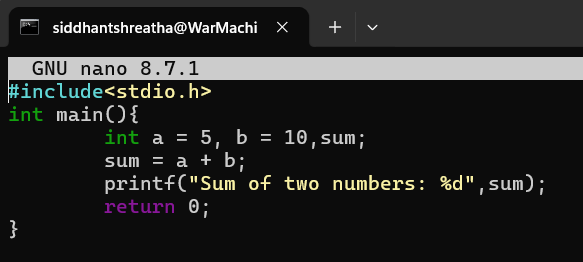 siddhantshreatha@WarMachi
GNU nano 8.7.1
#include<stdio.h>
int main(){
        int a = 5, b = 10,sum;
        sum = a + b;
        printf("Sum of two numbers: %d",sum);
        return 0;
}